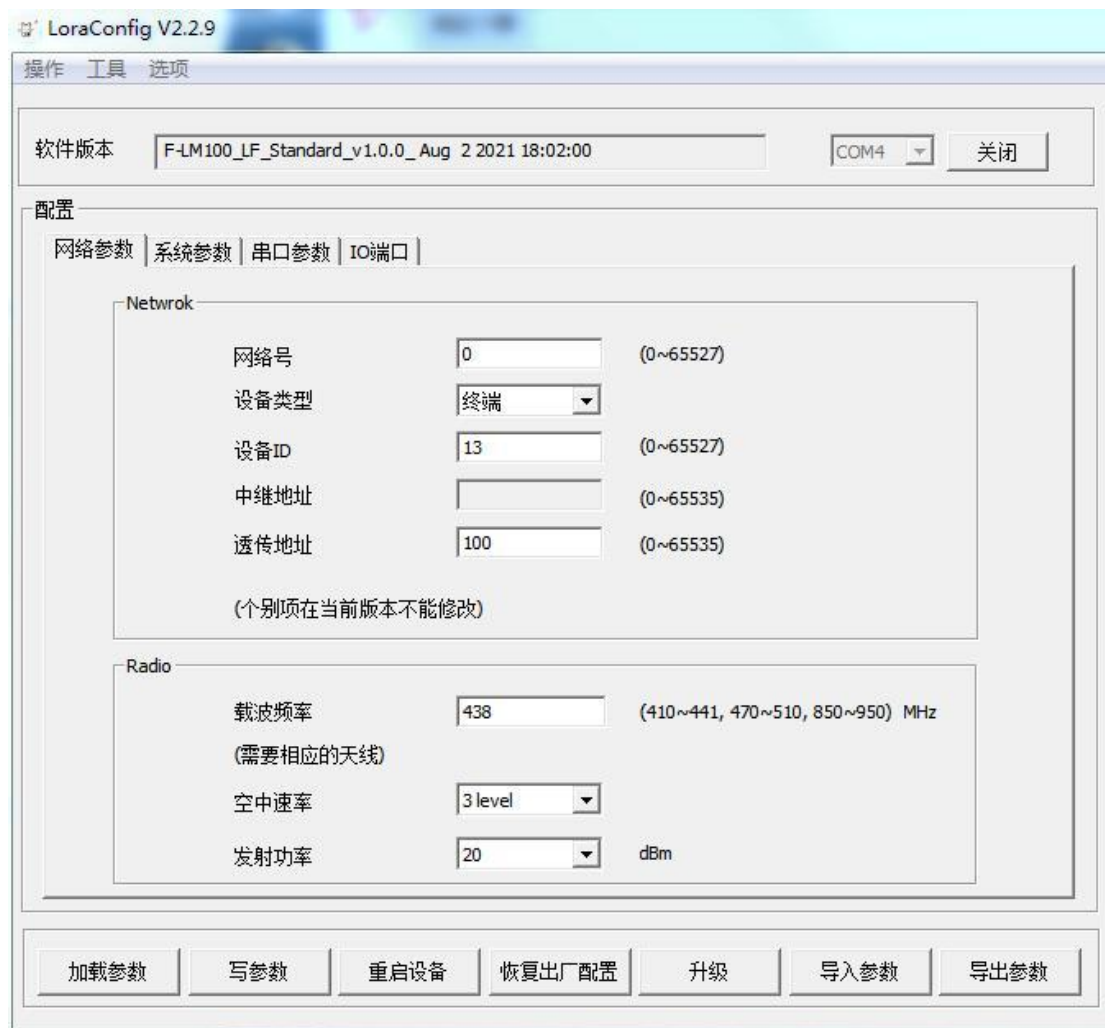 LoraConfig V2.2.9
操作 工具 选项
软件版本 F-LM100_LF_Standard_v1.0.0_ Aug 2 2021 18:02:00 COM4 关闭
配置
网络参数 系统参数 串口参数 IO端口
Netwrok
网络号 0 (0~65527)
设备类型 终端
设备ID 13 (0~65527)
中继地址 (0~65535)
透传地址 100 (0~65535)
(个别项在当前版本不能修改)
Radio
载波频率 438 (410~441, 470~510, 850~950) MHz
(需要相应的天线)
空中速率 3 level
发射功率 20 dBm
加载参数 写参数 重启设备 恢复出厂配置 升级 导入参数 导出参数